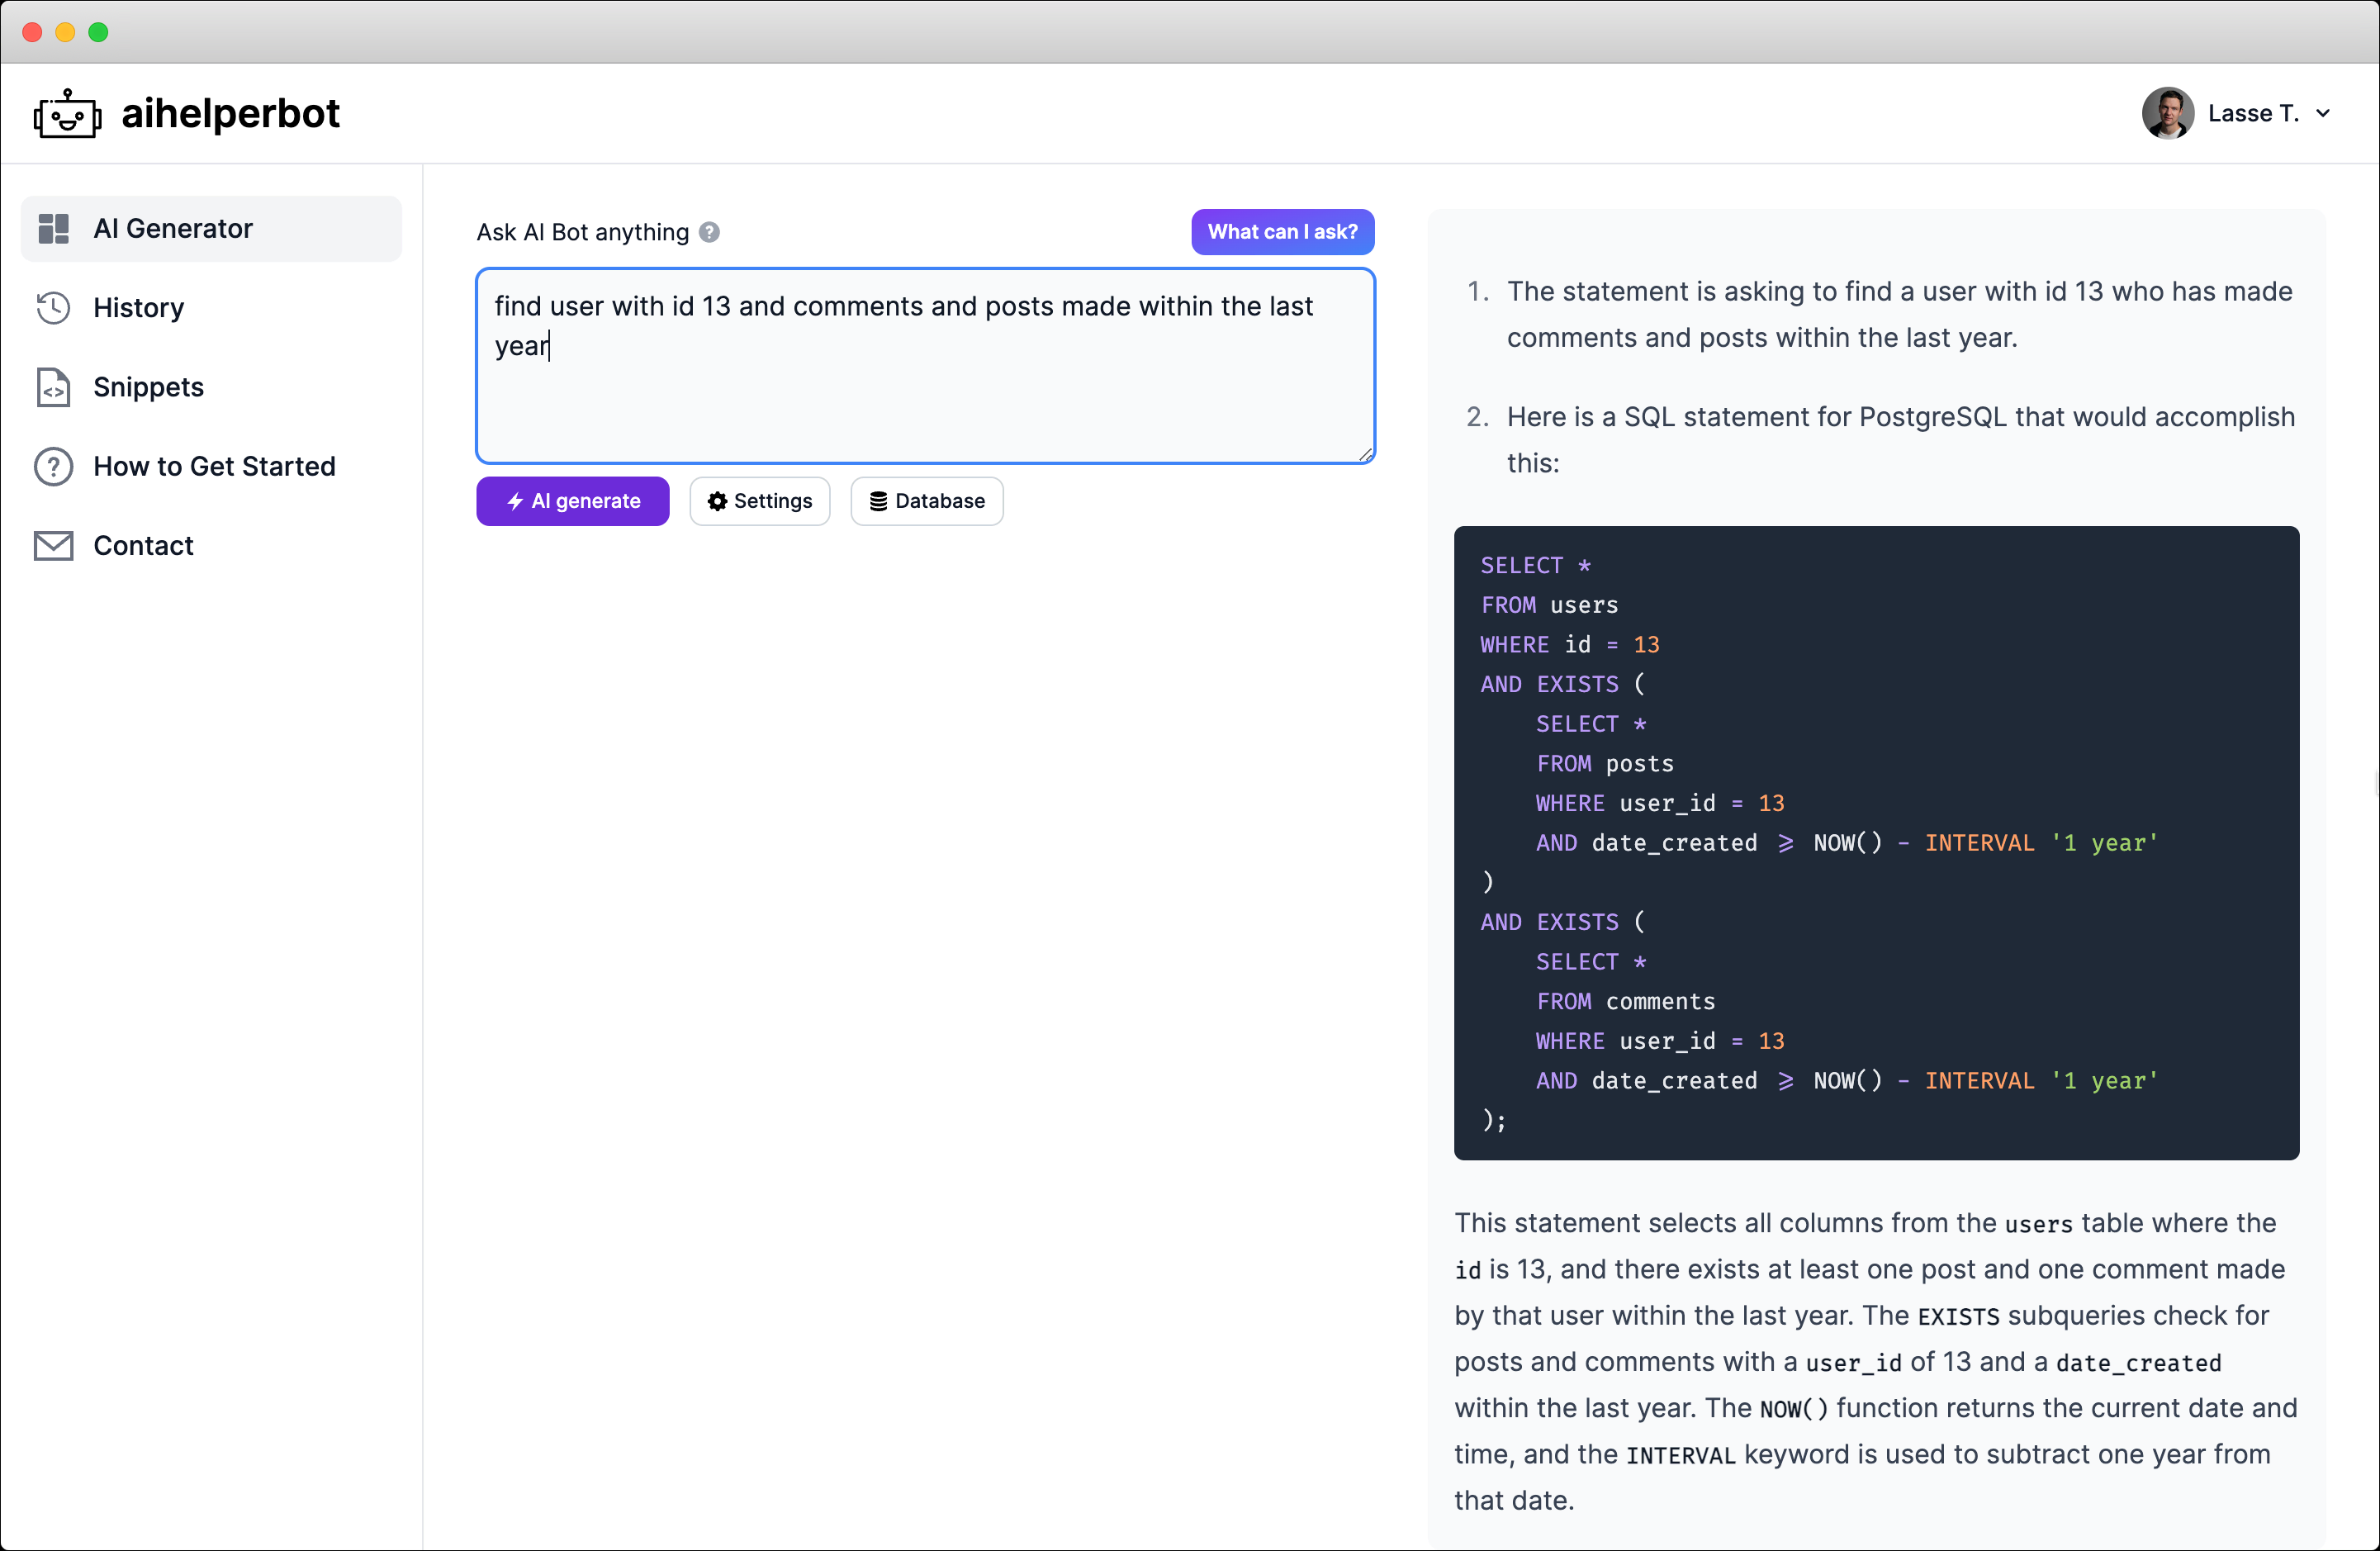 aihelperbot
Lasse T.
AI Generator
History
Snippets
How to Get Started
Contact
Ask AI Bot anything ?
What can I ask?
find user with id 13 and comments and posts made within the last
year
AI generate
Settings
Database
1. The statement is asking to find a user with id 13 who has made
comments and posts within the last year.
2. Here is a SQL statement for PostgreSQL that would accomplish
this:
SELECT *
FROM users
WHERE id = 13
AND EXISTS (
    SELECT *
    FROM posts
    WHERE user_id = 13
    AND date_created ⩾ NOW() - INTERVAL '1 year'
)
AND EXISTS (
    SELECT *
    FROM comments
    WHERE user_id = 13
    AND date_created ⩾ NOW() - INTERVAL '1 year'
);
This statement selects all columns from the users table where the
id is 13, and there exists at least one post and one comment made
by that user within the last year. The EXISTS subqueries check for
posts and comments with a user_id of 13 and a date_created
within the last year. The NOW() function returns the current date and
time, and the INTERVAL keyword is used to subtract one year from
that date.